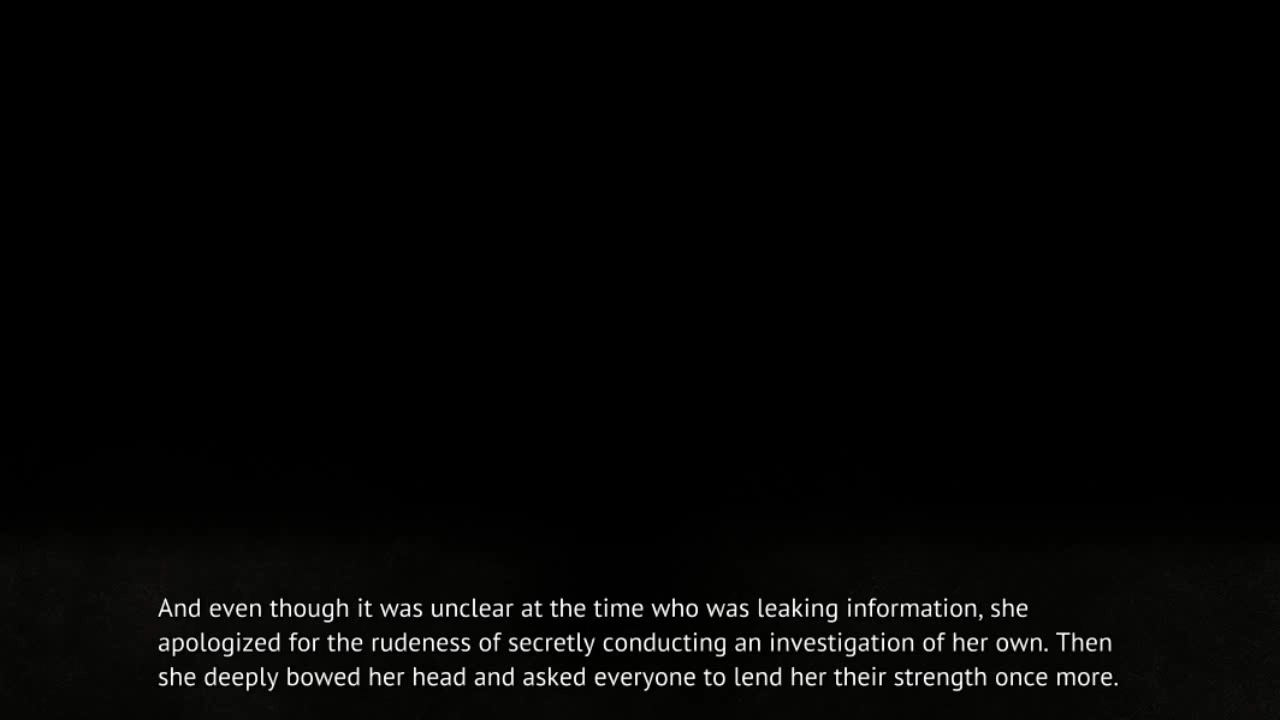 And even though it was unclear at the time who was leaking information, she
apologized for the rudeness of secretly conducting an investigation of her own. Then
she deeply bowed her head and asked everyone to lend her their strength once more.